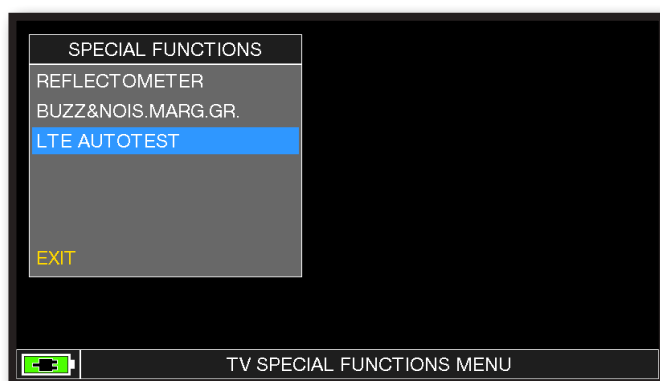 SPECIAL FUNCTIONS
REFLECTOMETER
BUZZ&NOIS.MARG.GR.
LTE AUTOTEST
EXIT
TV SPECIAL FUNCTIONS MENU